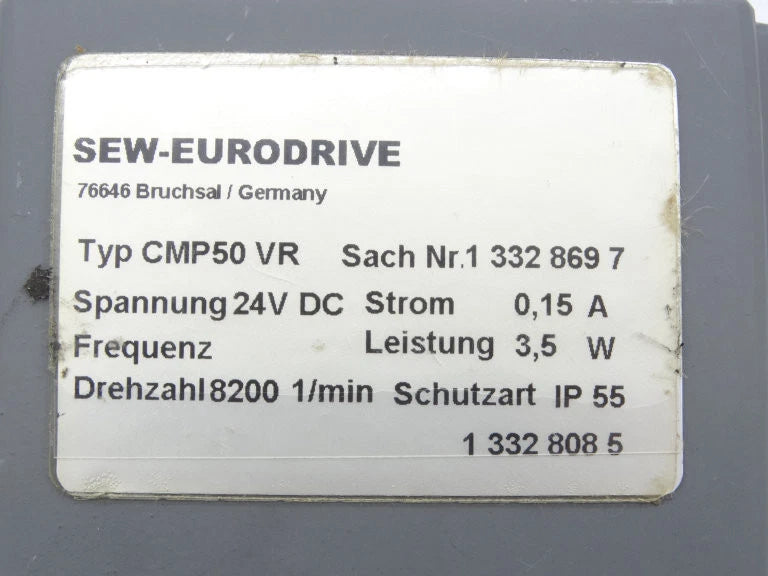 SEW-EURODRIVE
76646 Bruchsal / Germany
Typ CMP50 VR Sach Nr.1 332 869 7
Spannung 24V DC Strom 0,15 A
Frequenz Leistung 3,5 W
Drehzahl 8200 1/min Schutzart IP 55
1 332 808 5